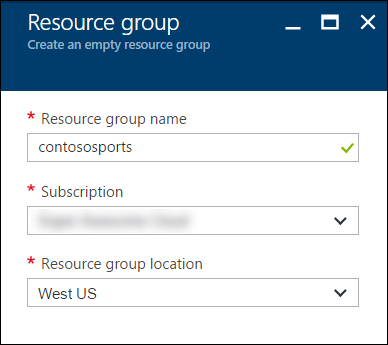 Resource group
Create an empty resource group
* Resource group name
contososports
* Subscription
* Resource group location
West US